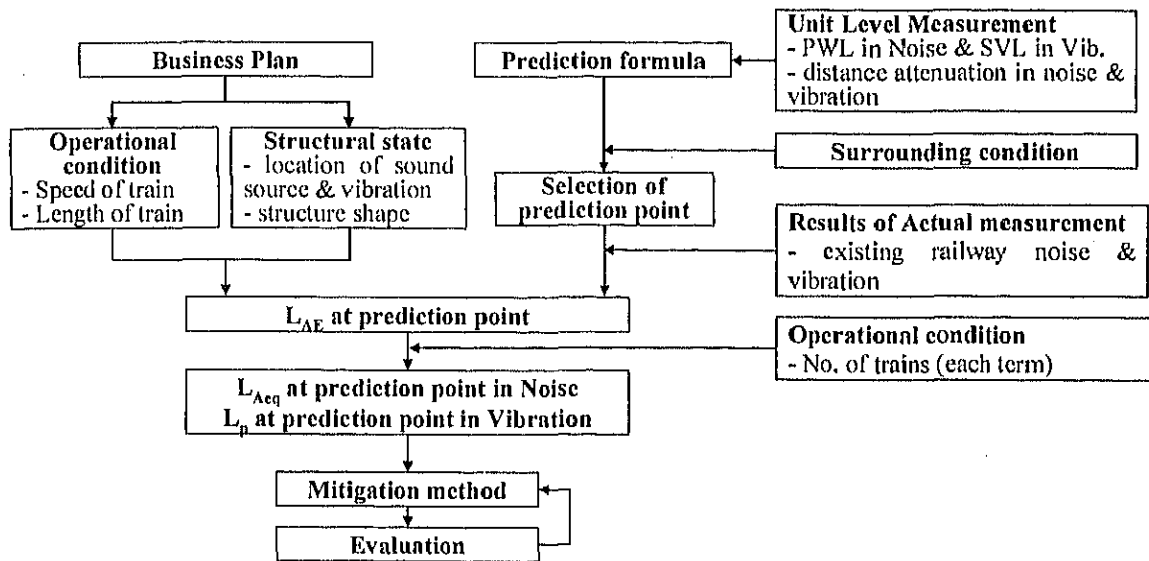 Business Plan
Operational
condition
- Speed of train
- Length of train
Structural state
- location of sound
source & vibration
- structure shape
Prediction formula
Unit Level Measurement
- PWL in Noise & SVL in Vib.
- distance attenuation in noise &
vibration
Surrounding condition
Selection of
prediction point
Results of Actual measurement
- existing railway noise &
vibration
L_AE at prediction point
Operational condition
- No. of trains (each term)
L_Aeq at prediction point in Noise
L_p at prediction point in Vibration
Mitigation method
Evaluation